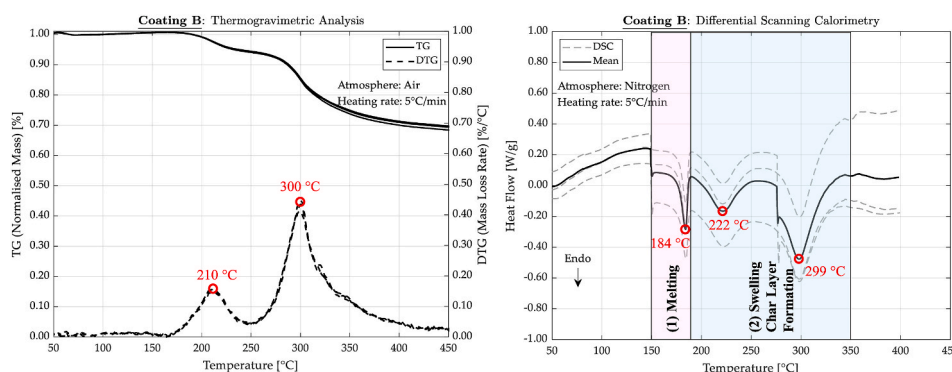 Coating B: Thermogravimetric Analysis
1.00
0.90
0.80
0.70
0.60
0.50
0.40
0.30
0.20
0.10
0.00
TG (Normalised Mass) [%]
1.00
0.90
0.80
0.70
0.60
0.50
0.40
0.30
0.20
0.10
0.00
DTG (Mass Loss Rate) [%/°C]
TG
DTG
Atmosphere: Air
Heating rate: 5°C/min
300 °C
210 °C
50 100 150 200 250 300 350 400 450
Temperature [°C]
Coating B: Differential Scanning Calorimetry
1.00
0.80
0.60
0.40
0.20
0.00
-0.20
-0.40
-0.60
-0.80
-1.00
Heat Flow [W/g]
DSC
Mean
Atmosphere: Nitrogen
Heating rate: 5°C/min
184 °C
222 °C
299 °C
Endo
(1) Melting
(2) Swelling
Char Layer
Formation
50 100 150 200 250 300 350 400 450
Temperature [°C]